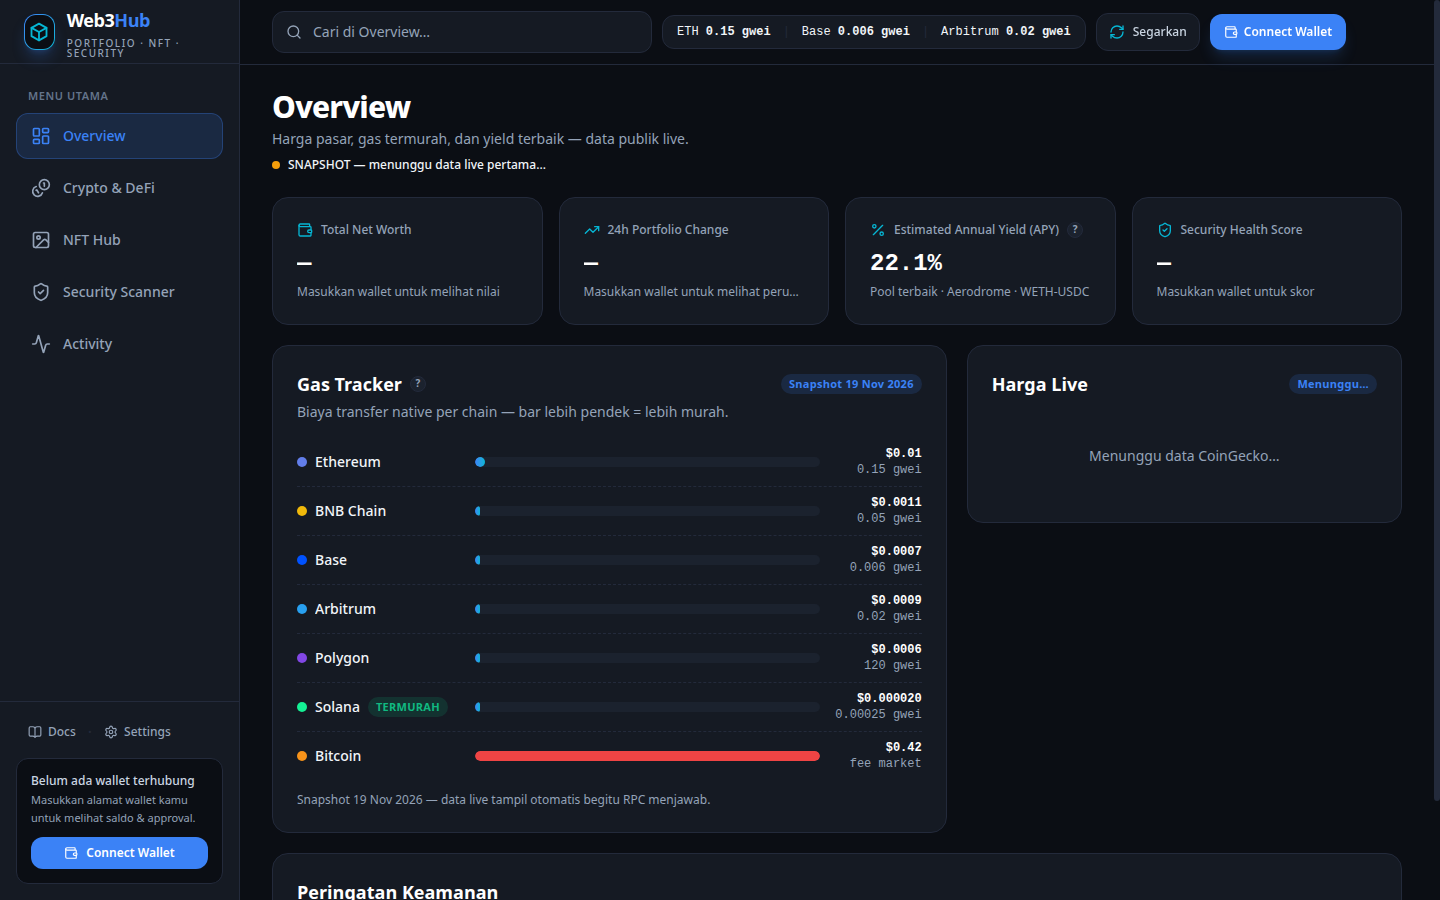 Web3Hub
PORTFOLIO · NFT ·
SECURITY
MENU UTAMA
Overview
Crypto & DeFi
NFT Hub
Security Scanner
Activity
Docs · Settings
Belum ada wallet terhubung
Masukkan alamat wallet kamu
untuk melihat saldo & approval.
Connect Wallet
Cari di Overview...
ETH 0.15 gwei
Base 0.006 gwei
Arbitrum 0.02 gwei
Segarkan
Connect Wallet
Overview
Harga pasar, gas termurah, dan yield terbaik — data publik live.
SNAPSHOT — menunggu data live pertama...
Total Net Worth
—
Masukkan wallet untuk melihat nilai
24h Portfolio Change
—
Masukkan wallet untuk melihat peru...
Estimated Annual Yield (APY) ?
22.1%
Pool terbaik · Aerodrome · WETH-USDC
Security Health Score
—
Masukkan wallet untuk skor
Gas Tracker ?
Snapshot 19 Nov 2026
Biaya transfer native per chain — bar lebih pendek = lebih murah.
Ethereum
$0.01
0.15 gwei
BNB Chain
$0.0011
0.05 gwei
Base
$0.0007
0.006 gwei
Arbitrum
$0.0009
0.02 gwei
Polygon
$0.0006
120 gwei
Solana TERMURAH
$0.000020
0.00025 gwei
Bitcoin
$0.42
fee market
Snapshot 19 Nov 2026 — data live tampil otomatis begitu RPC menjawab.
Harga Live
Menunggu...
Menunggu data CoinGecko...
Peringatan Keamanan